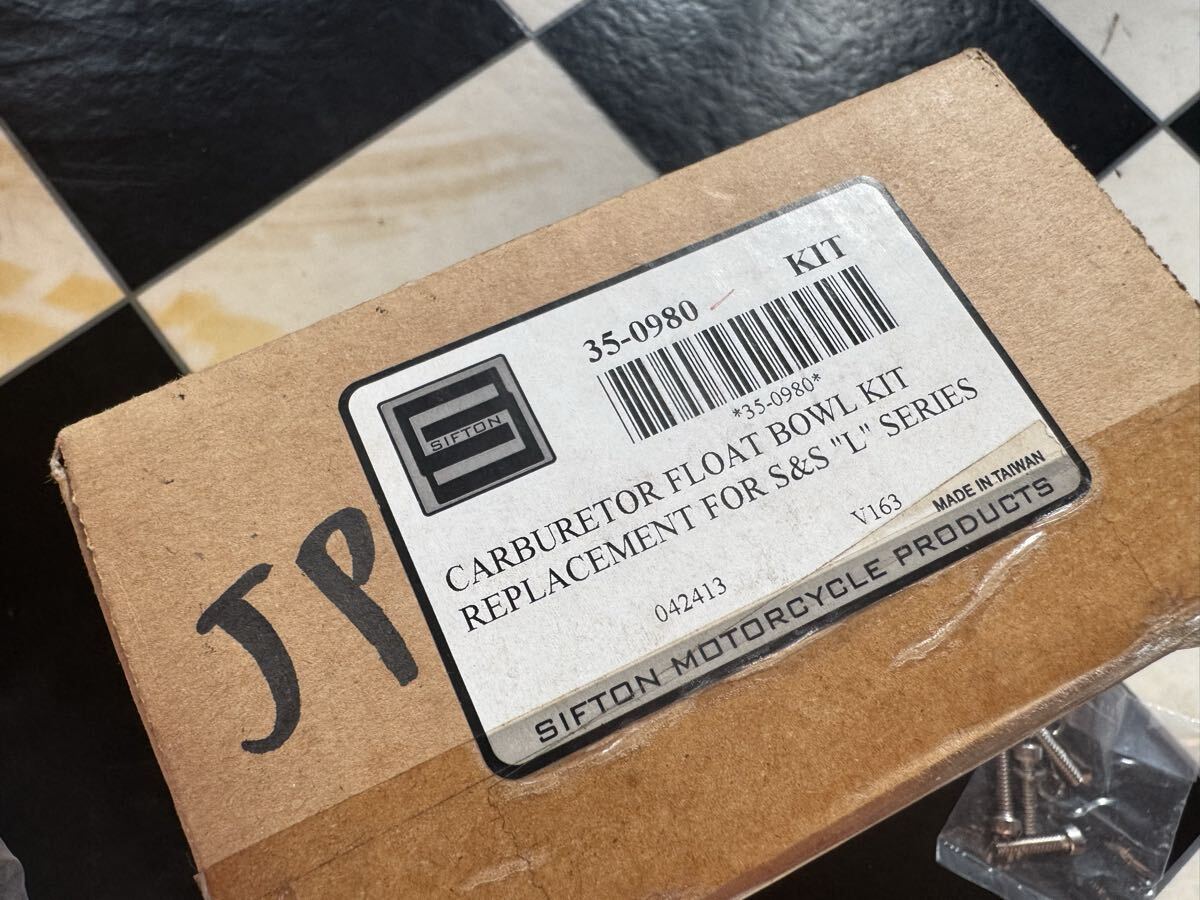 KIT
35-0980
*35-0980*
SIFTON
CARBURETOR FLOAT BOWL KIT
REPLACEMENT FOR S&S "L" SERIES
V163
MADE IN TAIWAN
042413
SIFTON MOTORCYCLE PRODUCTS
JP